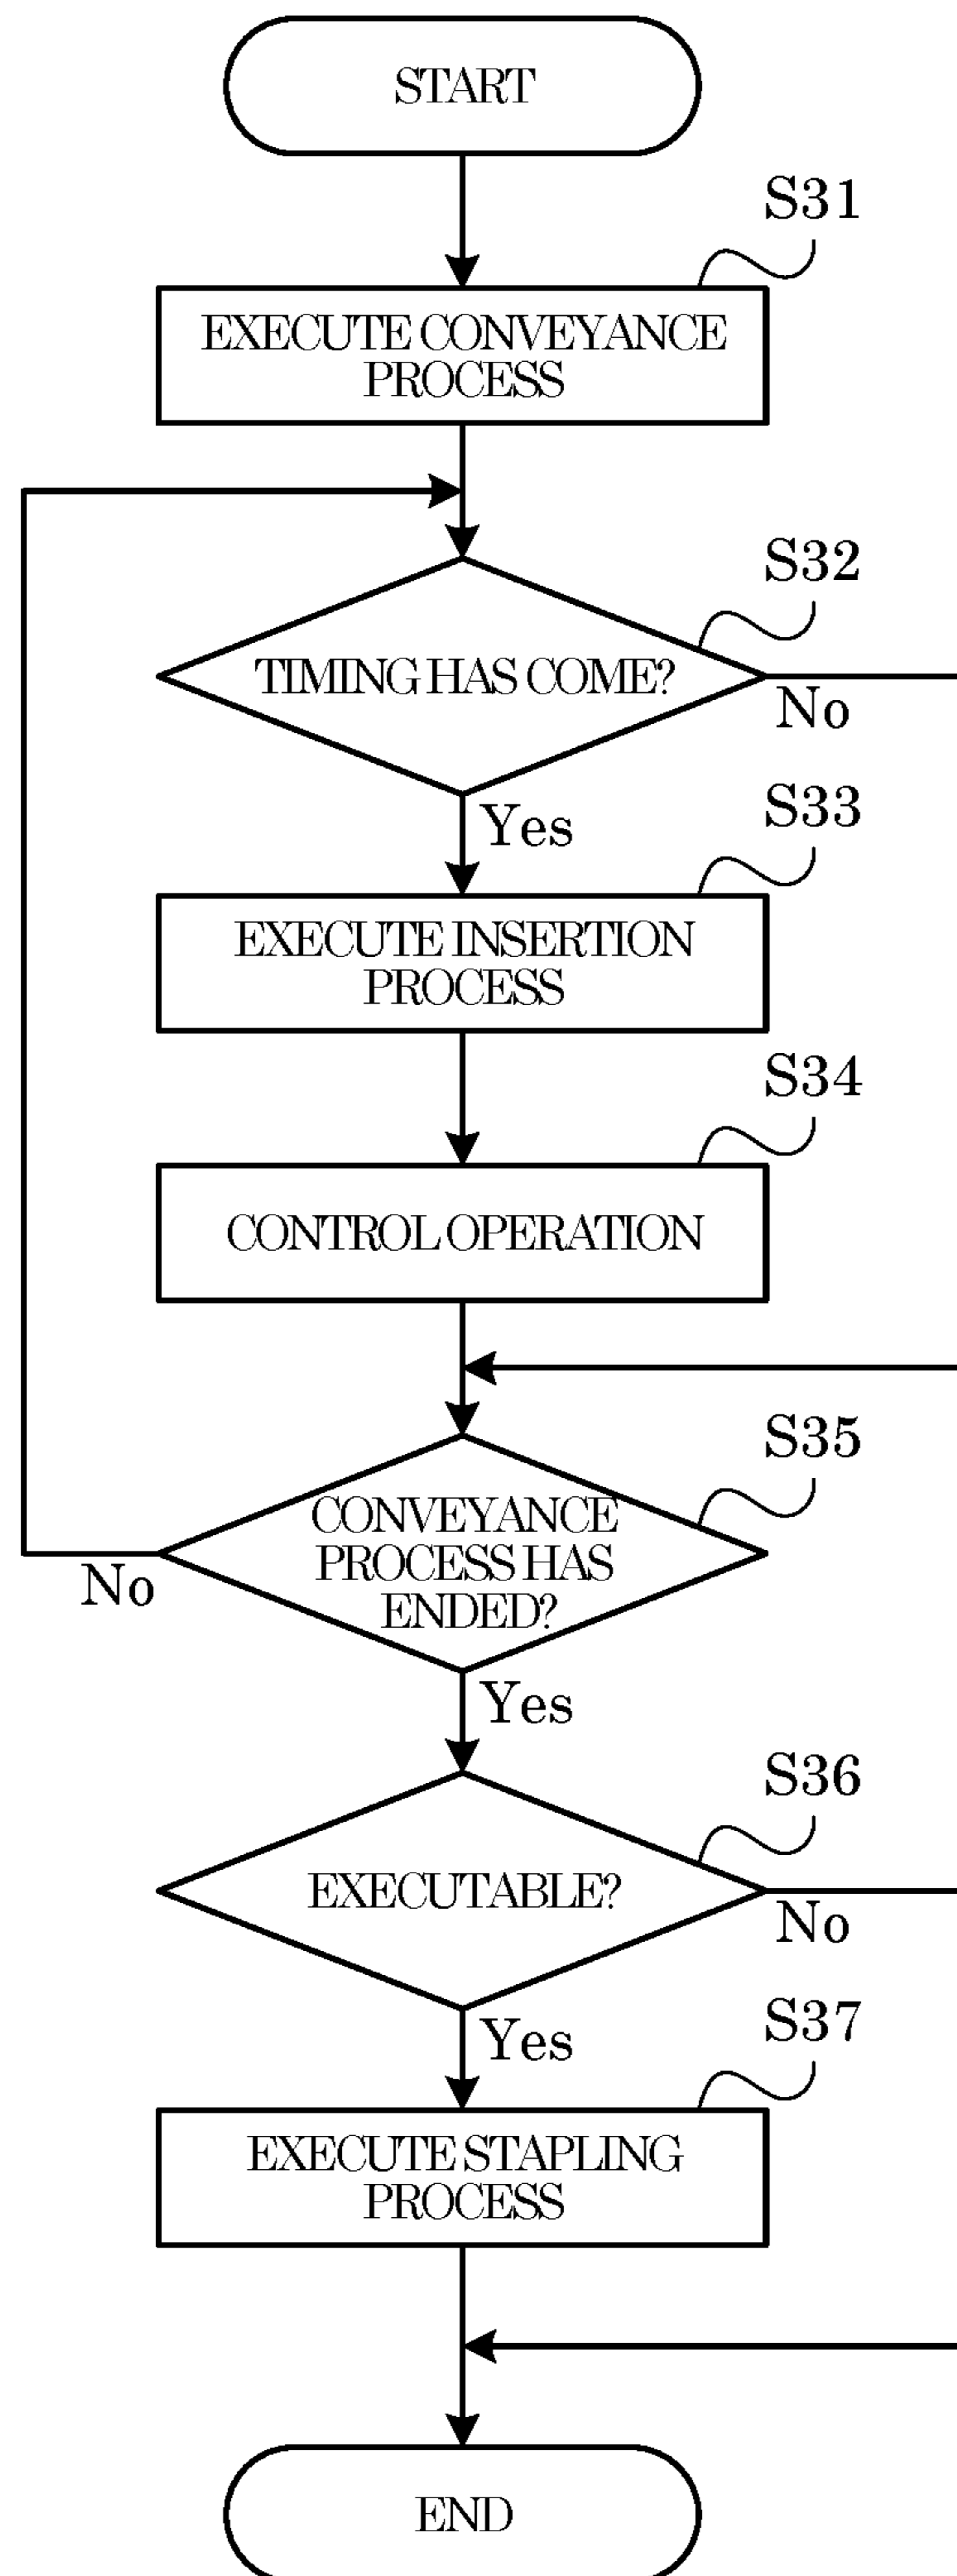 START
S31
EXECUTE CONVEYANCE
PROCESS
S32
TIMING HAS COME?
No
Yes
S33
EXECUTE INSERTION
PROCESS
S34
CONTROL OPERATION
S35
CONVEYANCE
PROCESS HAS
ENDED?
No
Yes
S36
EXECUTABLE?
No
Yes
S37
EXECUTE STAPLING
PROCESS
END